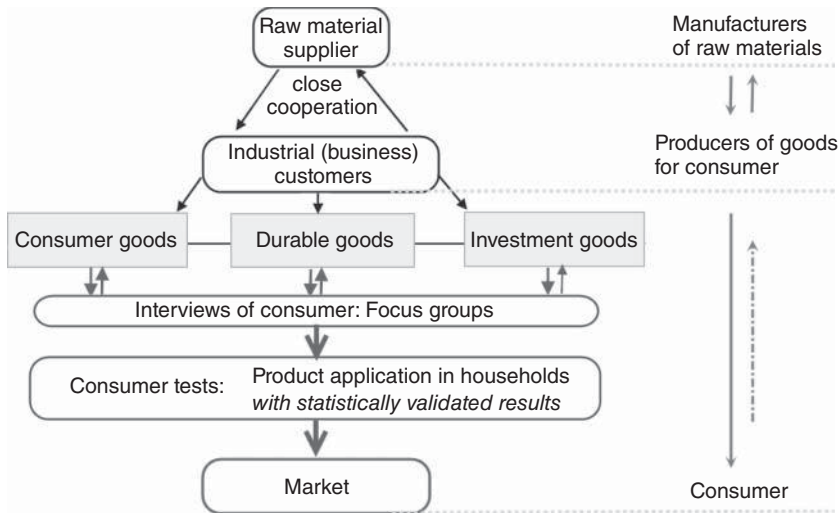 Raw material
supplier
Manufacturers
of raw materials
close
cooperation
Industrial (business)
customers
Producers of goods
for consumer
Consumer goods
Durable goods
Investment goods
Interviews of consumer: Focus groups
Consumer tests: Product application in households
with statistically validated results
Market
Consumer